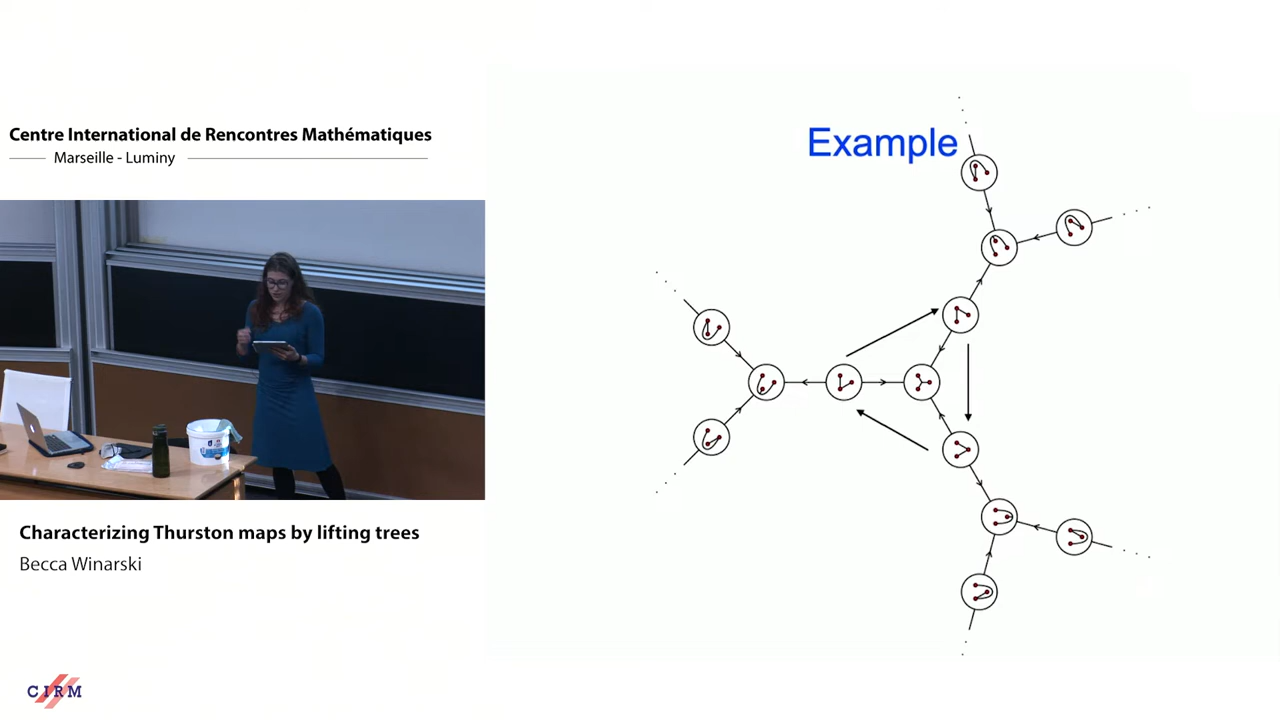 Centre International de Rencontres Mathématiques
Marseille - Luminy
Example
Characterizing Thurston maps by lifting trees
Becca Winarski
CIRM